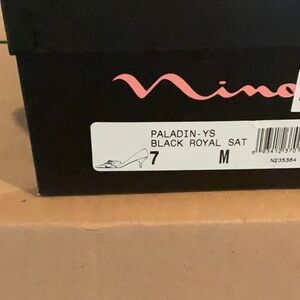 Nina
PALADIN-YS
BLACK ROYAL SAT
7 M
N235384